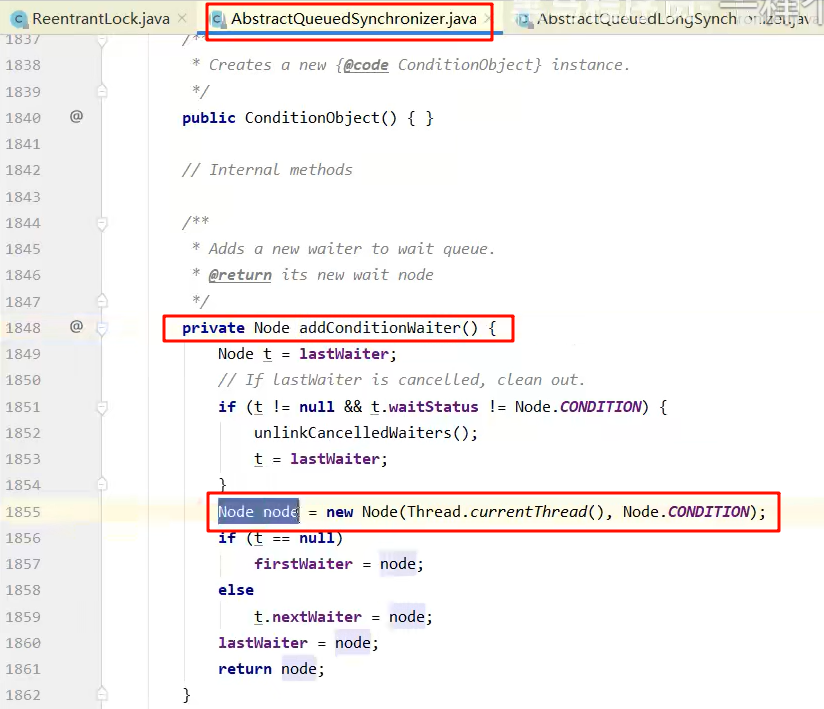 ReentrantLock.java × AbstractQueuedSynchronizer.java × AbstractQueuedLongSynchronizer.java
1837 /**
1838 * Creates a new {@code ConditionObject} instance.
1839 */
1840 @ public ConditionObject() { }
1841
1842 // Internal methods
1843
1844 /**
1845 * Adds a new waiter to wait queue.
1846 * @return its new wait node
1847 */
1848 @ private Node addConditionWaiter() {
1849 Node t = lastWaiter;
1850 // If lastWaiter is cancelled, clean out.
1851 if (t != null && t.waitStatus != Node.CONDITION) {
1852 unlinkCancelledWaiters();
1853 t = lastWaiter;
1854 }
1855 Node node = new Node(Thread.currentThread(), Node.CONDITION);
1856 if (t == null)
1857 firstWaiter = node;
1858 else
1859 t.nextWaiter = node;
1860 lastWaiter = node;
1861 return node;
1862 }